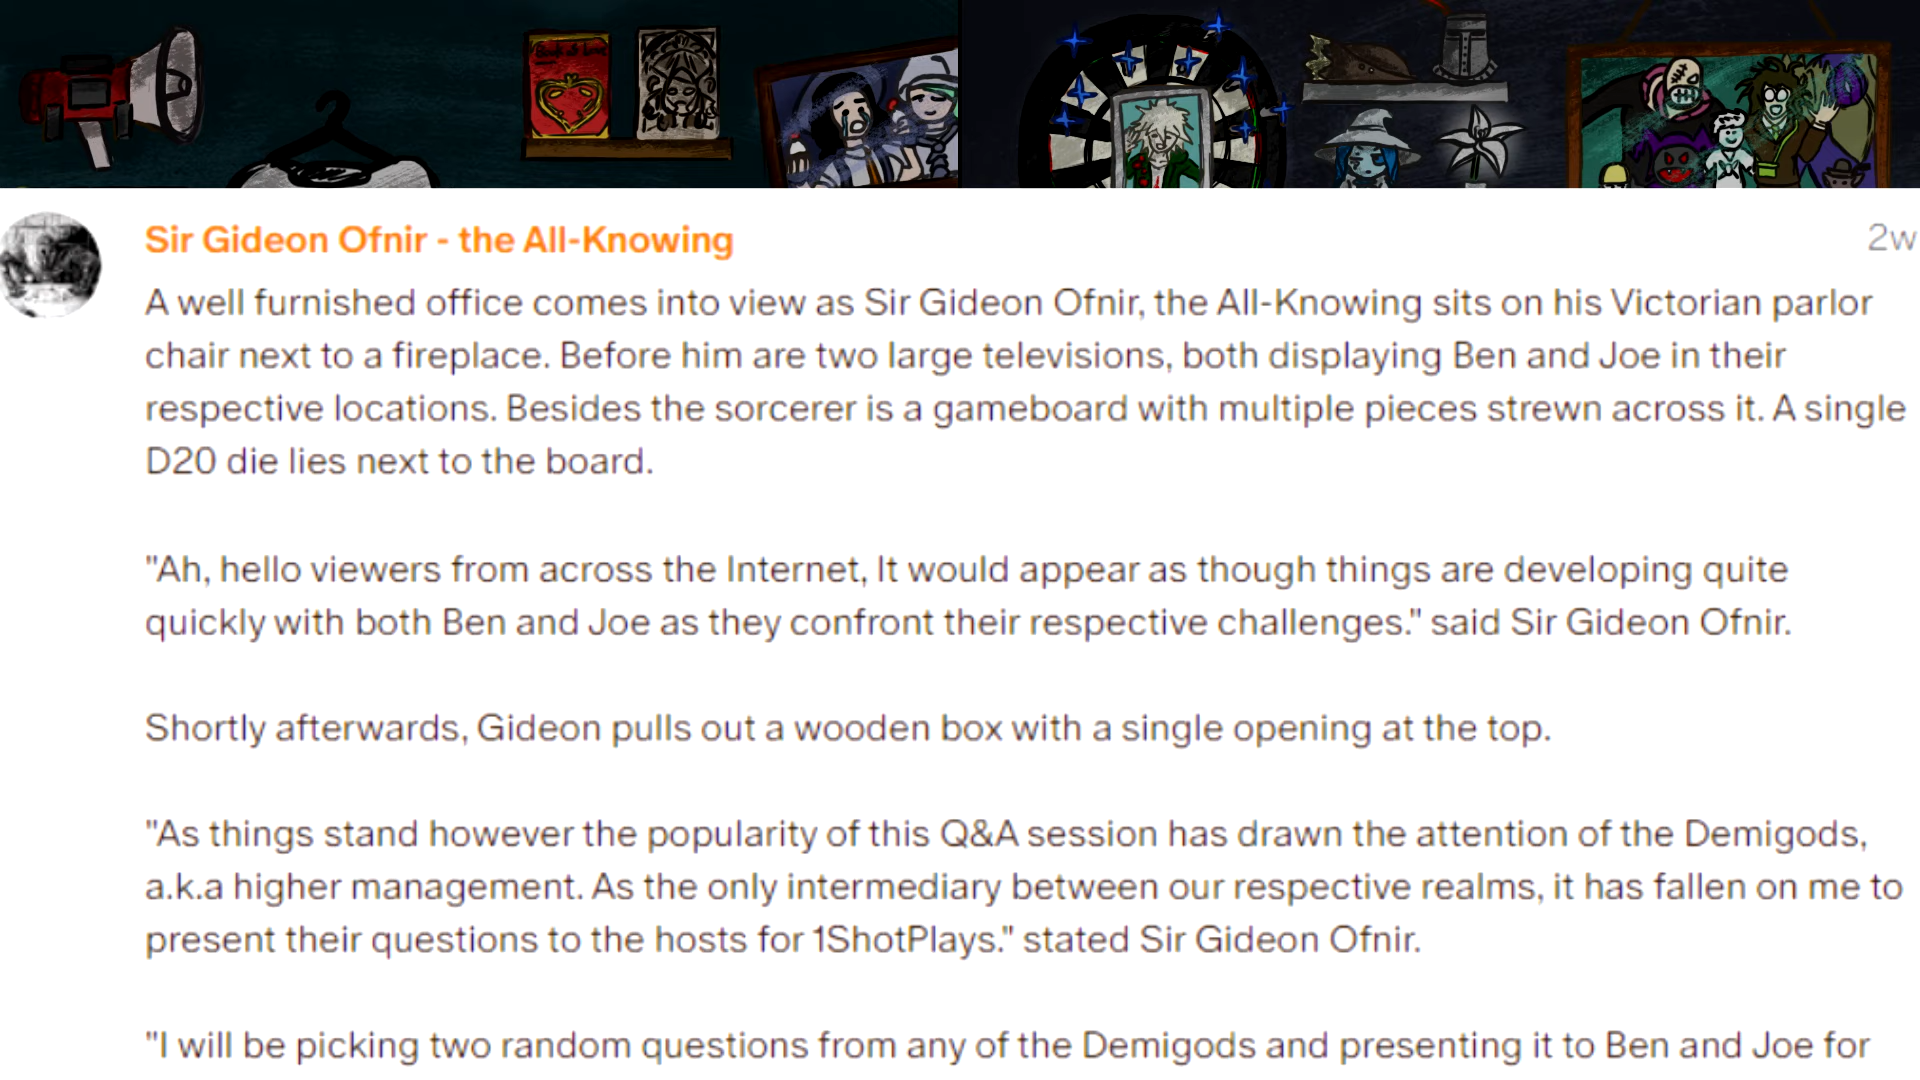 Sir Gideon Ofnir - the All-Knowing
2w
A well furnished office comes into view as Sir Gideon Ofnir, the All-Knowing sits on his Victorian parlor
chair next to a fireplace. Before him are two large televisions, both displaying Ben and Joe in their
respective locations. Besides the sorcerer is a gameboard with multiple pieces strewn across it. A single
D20 die lies next to the board.
"Ah, hello viewers from across the Internet, It would appear as though things are developing quite
quickly with both Ben and Joe as they confront their respective challenges." said Sir Gideon Ofnir.
Shortly afterwards, Gideon pulls out a wooden box with a single opening at the top.
"As things stand however the popularity of this Q&A session has drawn the attention of the Demigods,
a.k.a higher management. As the only intermediary between our respective realms, it has fallen on me to
present their questions to the hosts for 1ShotPlays." stated Sir Gideon Ofnir.
"I will be picking two random questions from any of the Demigods and presenting it to Ben and Joe for